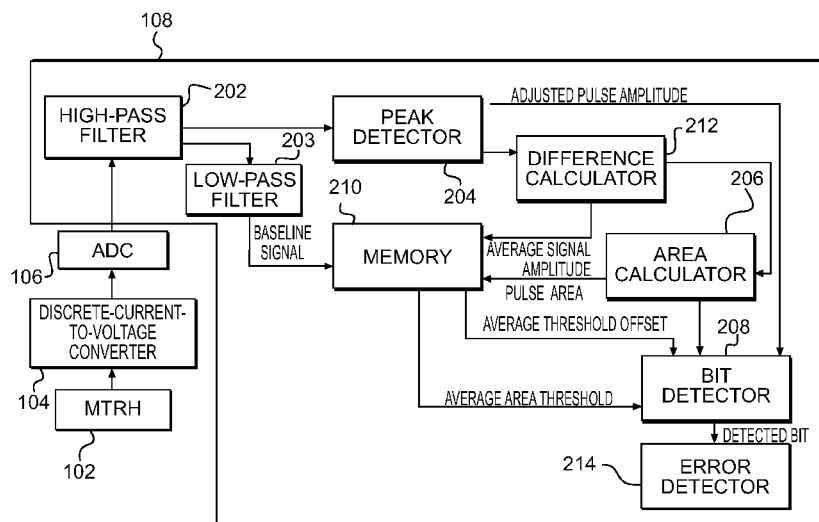 108
202
HIGH-PASS
FILTER
203
LOW-PASS
FILTER
PEAK
DETECTOR
204
ADJUSTED PULSE AMPLITUDE
212
DIFFERENCE
CALCULATOR
210
MEMORY
BASELINE
SIGNAL
AVERAGE SIGNAL
AMPLITUDE
PULSE AREA
206
AREA
CALCULATOR
ADC
106
DISCRETE-CURRENT-
TO-VOLTAGE
CONVERTER
104
MTRH
102
AVERAGE THRESHOLD OFFSET
208
BIT
DETECTOR
AVERAGE AREA THRESHOLD
DETECTED BIT
214
ERROR
DETECTOR